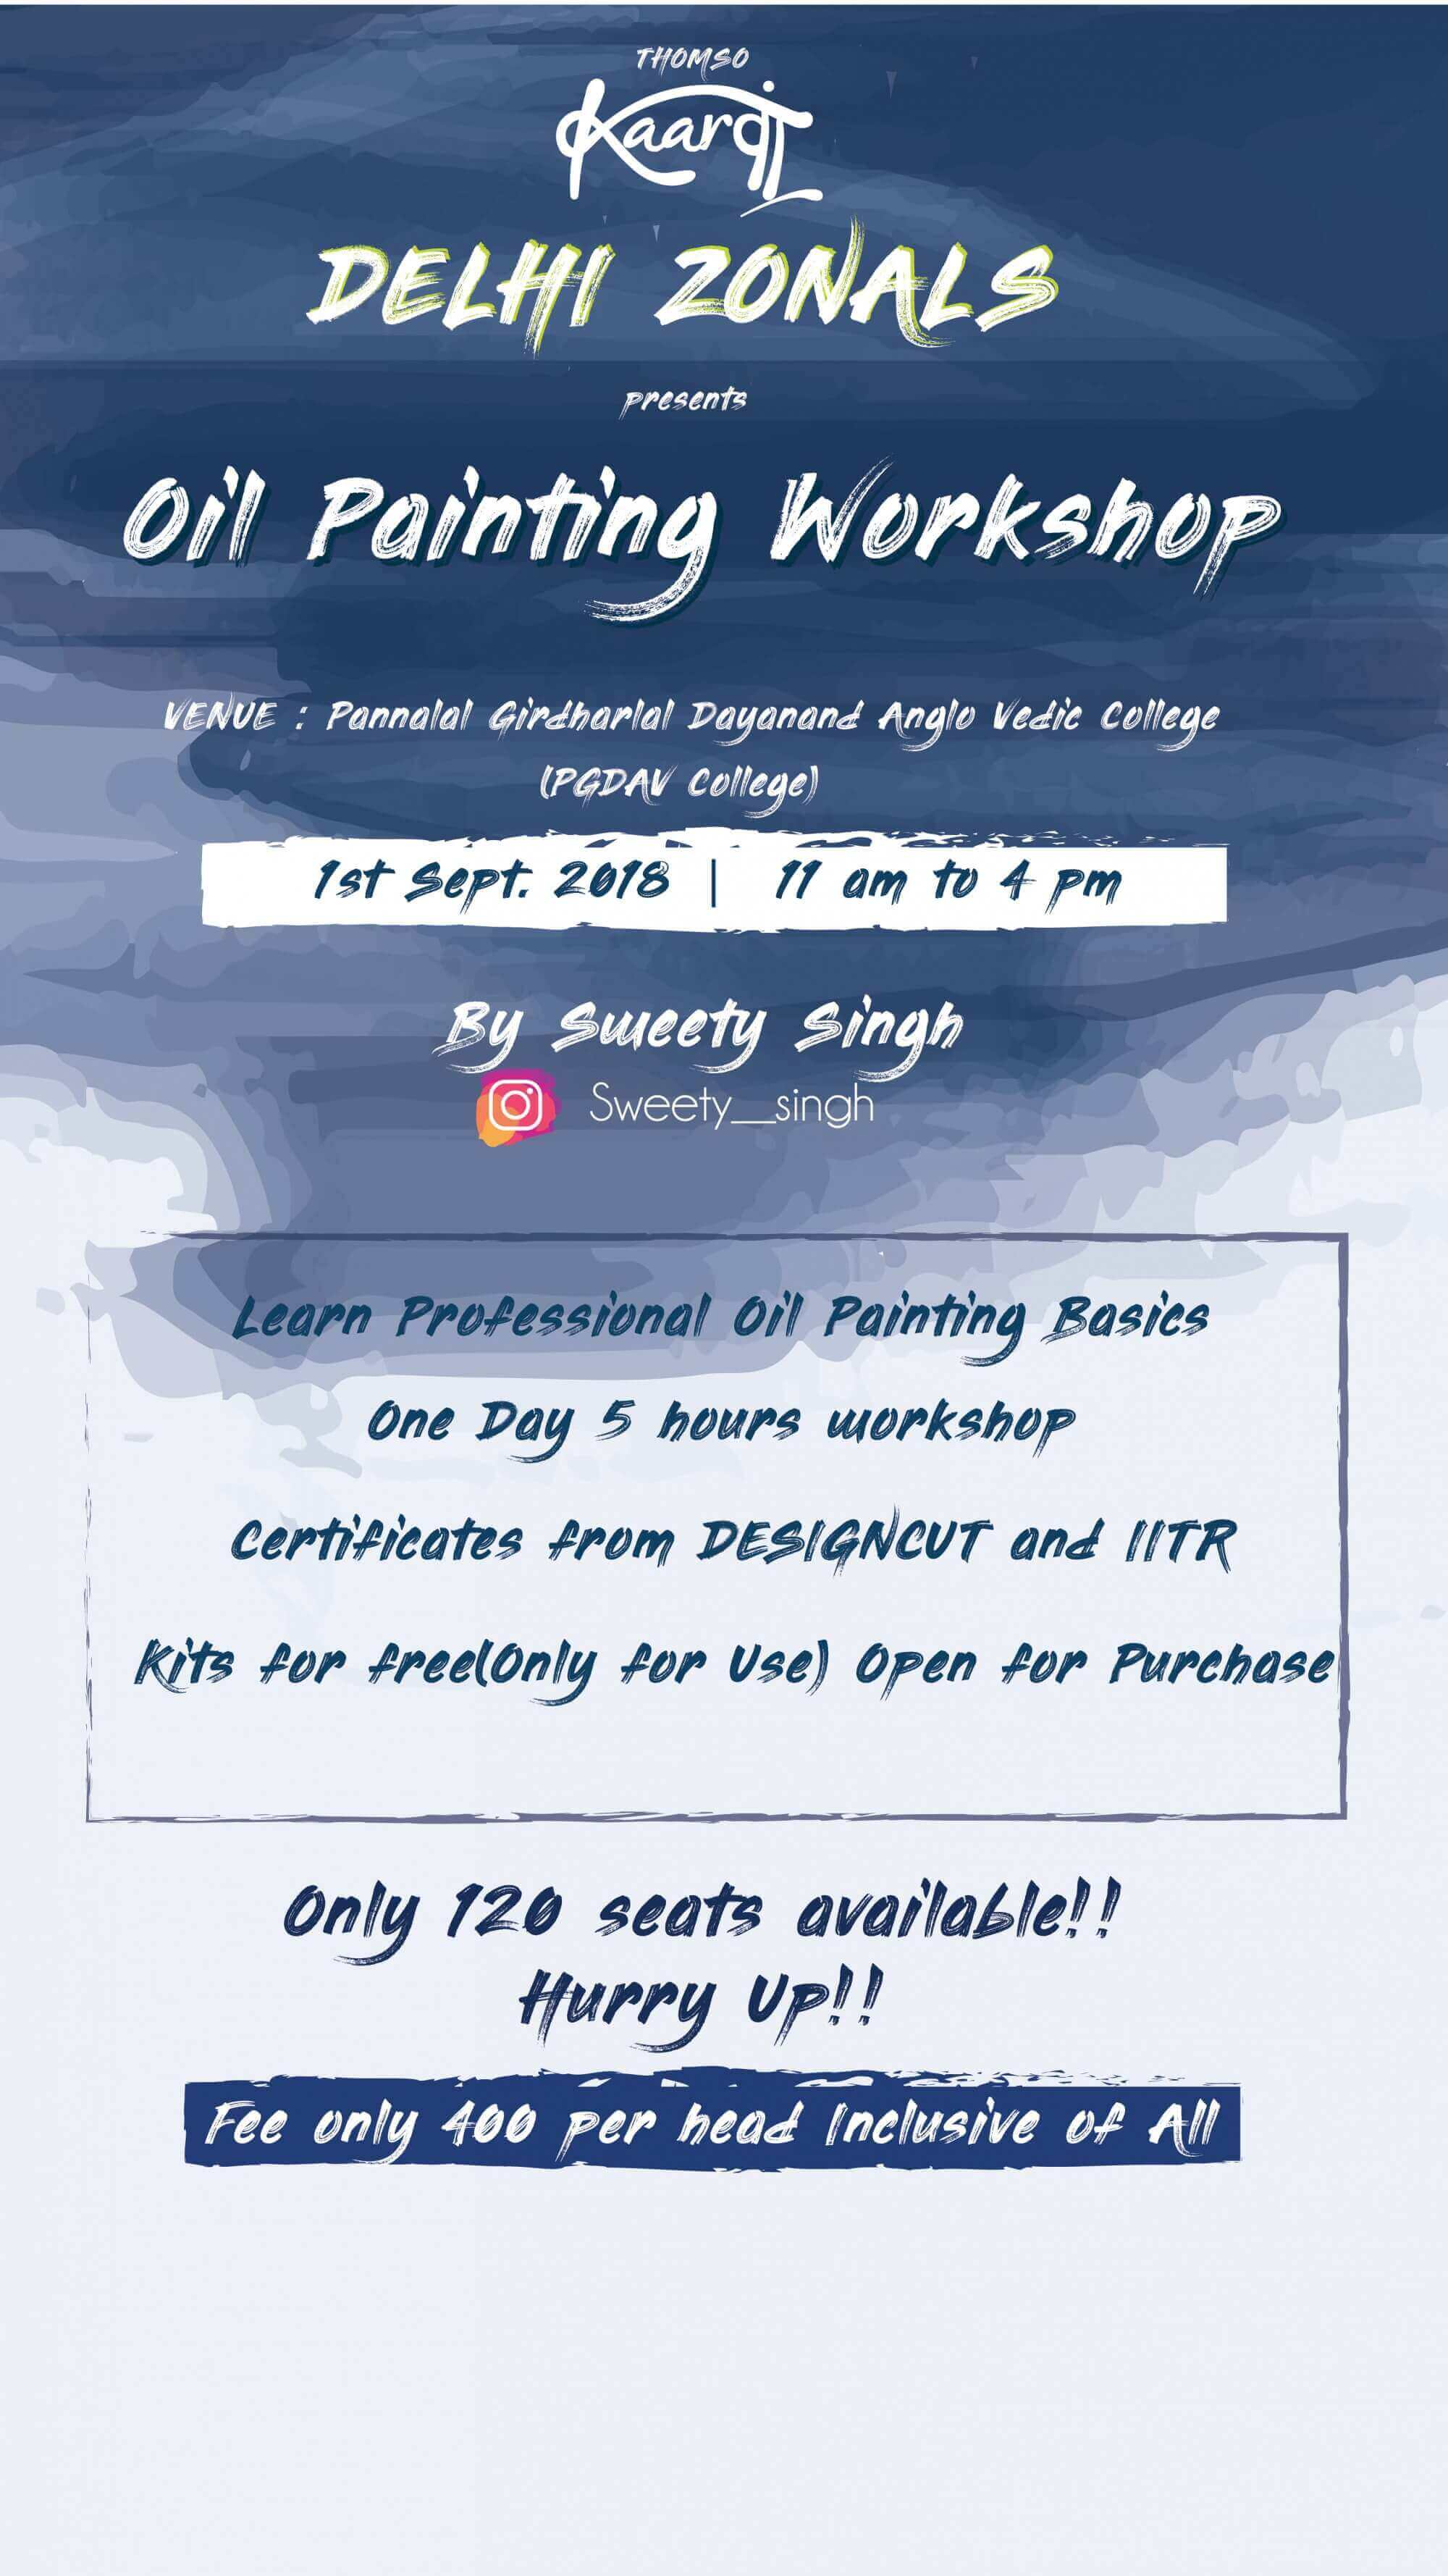 THOMSO
Kaarवाँ
DELHI ZONALS
presents
Oil Painting Workshop
VENUE : Pannalal Girdharlal Dayanand Anglo Vedic College
(PGDAV College)
1st Sept. 2018 | 11 am to 4 pm
By Sweety Singh
Sweety__singh
Learn Professional Oil Painting Basics
One Day 5 hours workshop
Certificates from DESIGNCUT and IITR
Kits for free(Only for Use) Open for Purchase
Only 120 seats available!!
Hurry Up!!
Fee only 400 per head Inclusive of All